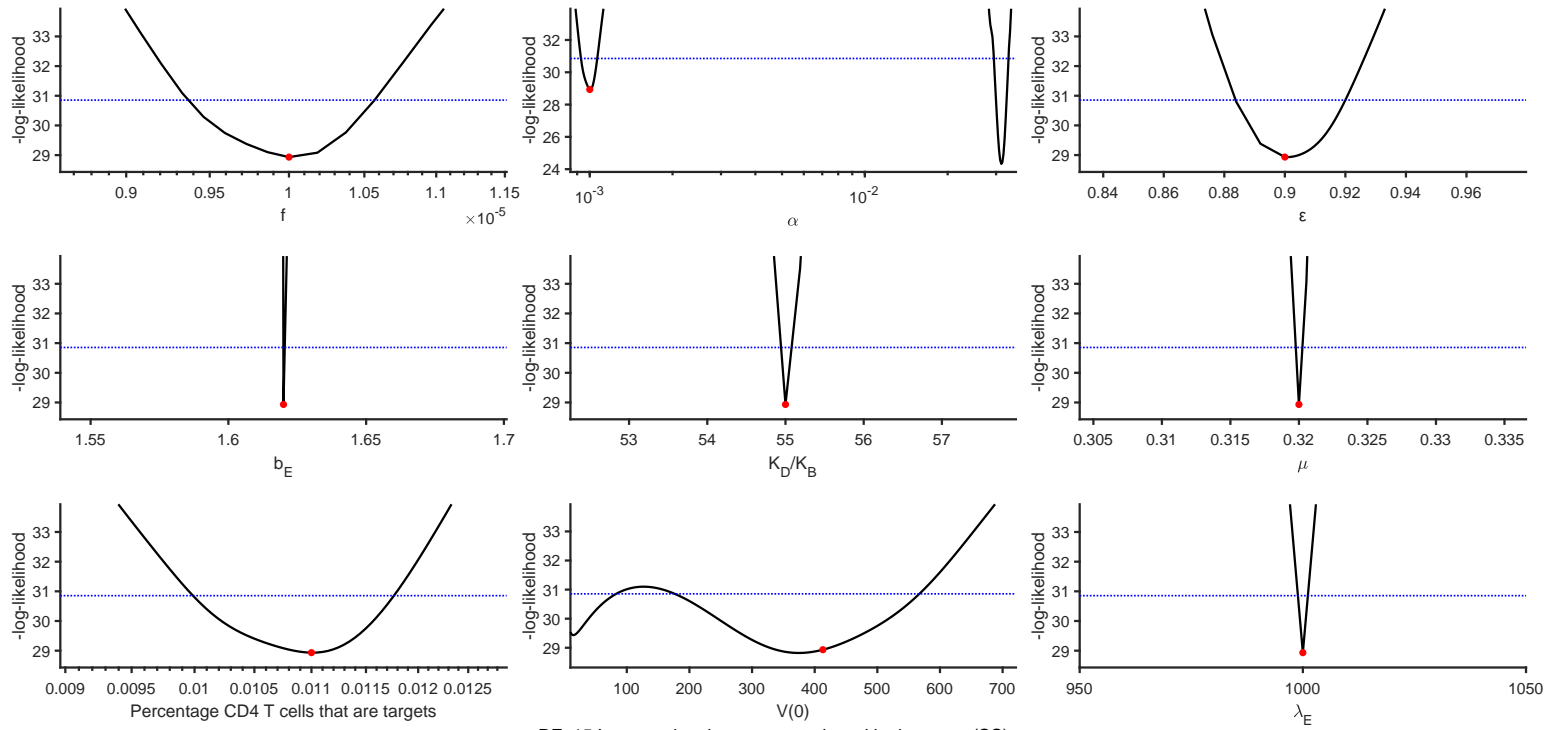 33
32
31
30
29
-log-likelihood
0.9 0.95 1 1.05 1.1 1.15
×10^-5
f
32
30
28
26
24
-log-likelihood
10^-3 10^-2
α
33
32
31
30
29
-log-likelihood
0.84 0.86 0.88 0.9 0.92 0.94 0.96
ε
33
32
31
30
29
-log-likelihood
1.55 1.6 1.65 1.7
b_E
33
32
31
30
29
-log-likelihood
53 54 55 56 57
K_D/K_B
33
32
31
30
29
-log-likelihood
0.305 0.31 0.315 0.32 0.325 0.33 0.335
μ
33
32
31
30
29
-log-likelihood
0.009 0.0095 0.01 0.0105 0.011 0.0115 0.012 0.0125
Percentage CD4 T cells that are targets
33
32
31
30
29
-log-likelihood
100 200 300 400 500 600 700
V(0)
33
32
31
30
29
-log-likelihood
950 1000 1050
λ_E